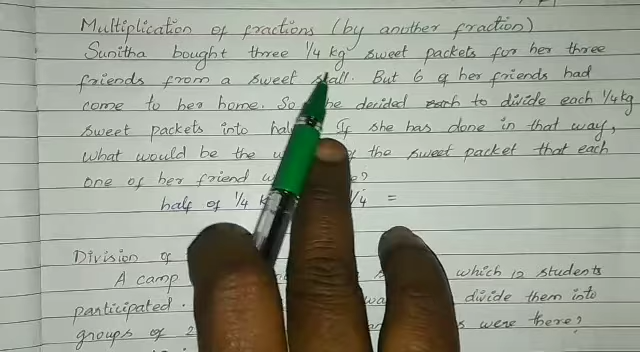 Multiplication of fractions (by another fraction)
Sunitha bought three 1/4 kg sweet packets for her three
friends from a sweet stall. But 6 of her friends had
come to her home. So he decided to divide each 1/4 kg
sweet packets into hal If she has done in that way,
What would be the the sweet packet that each
one of her friend
half of 1/4 k 1/4 =
Division of
A camp which 12 students
participated. divide them into
groups of 2 were there?